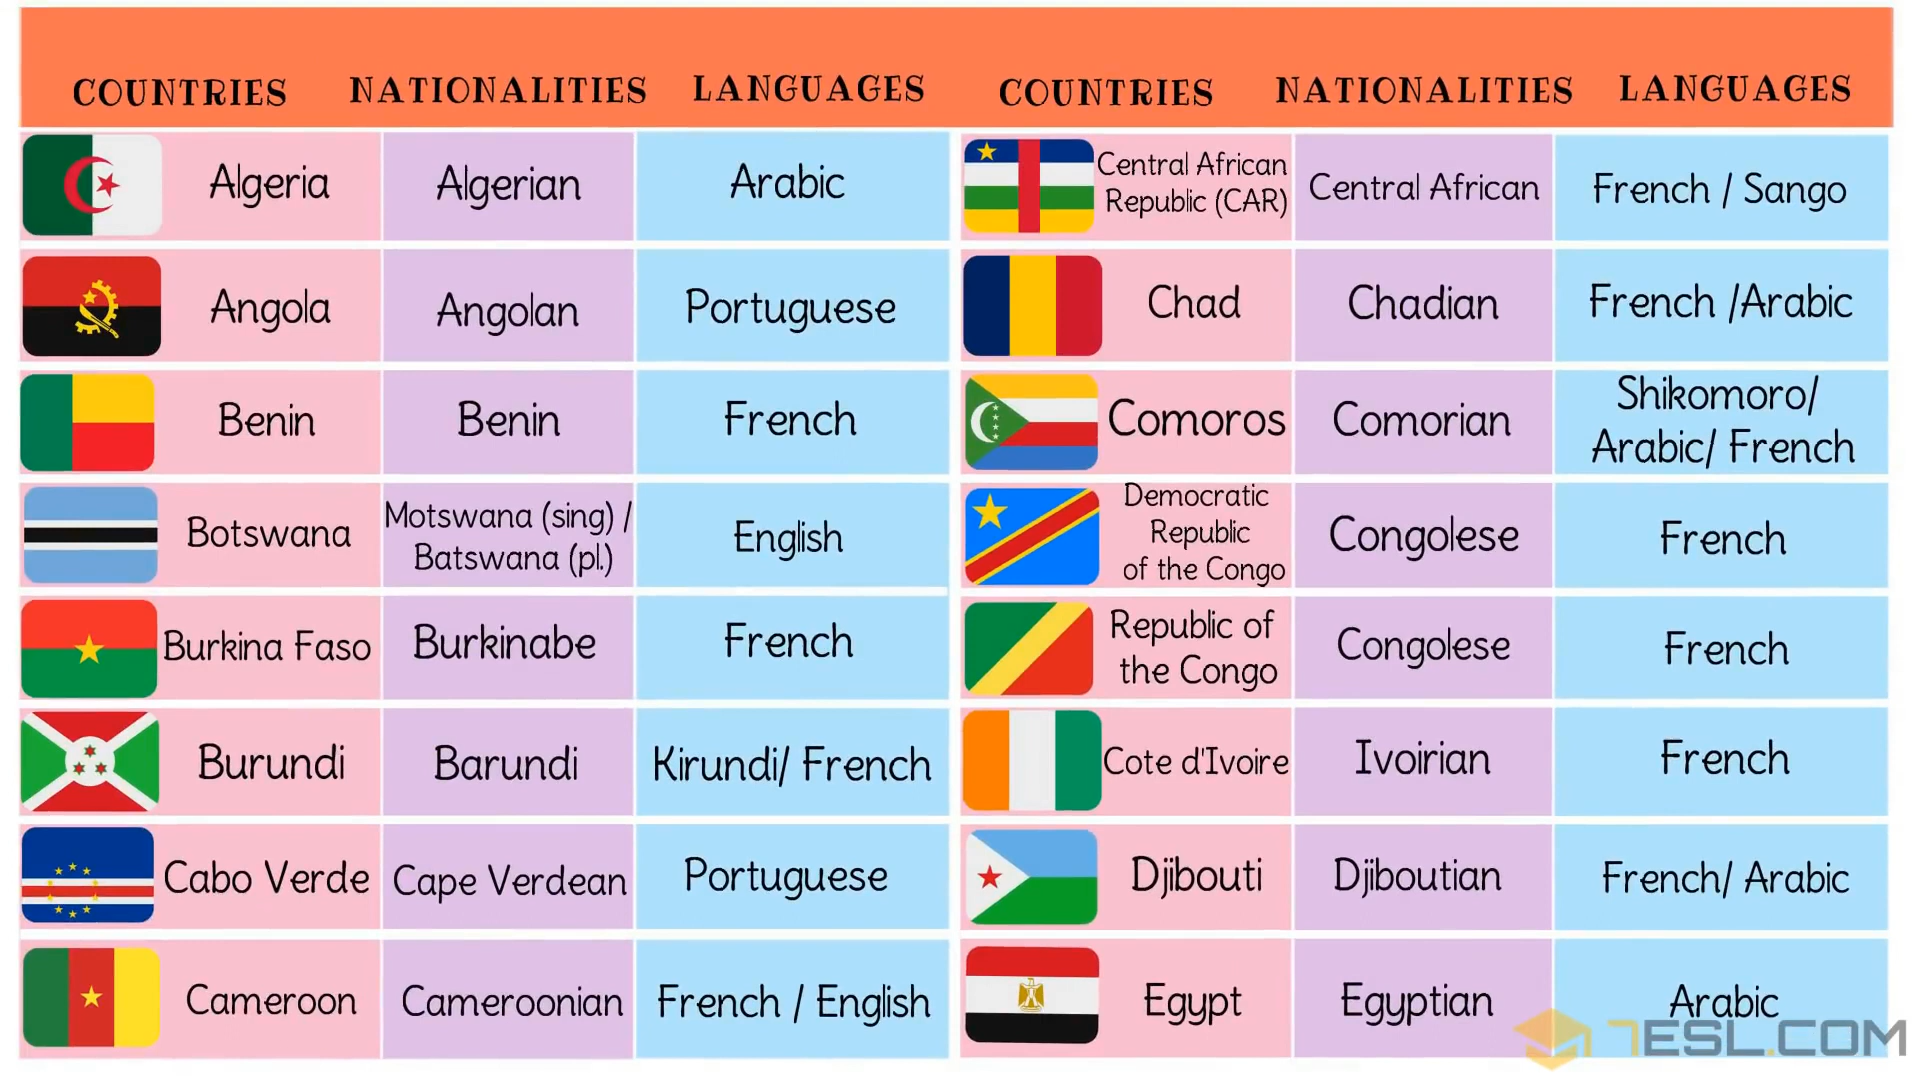 COUNTRIES NATIONALITIES LANGUAGES COUNTRIES NATIONALITIES LANGUAGES
Algeria Algerian Arabic
Angola Angolan Portuguese
Benin Benin French
Botswana
Motswana (sing) /
Batswana (pl.)
English
Burkina Faso Burkinabe French
Burundi Barundi Kirundi/ French
Cabo Verde Cape Verdean Portuguese
Cameroon Cameroonian French / English
Central African
Republic (CAR)
Central African French / Sango
Chad Chadian French /Arabic
Comoros Comorian
Shikomoro/
Arabic/ French
Democratic
Republic
of the Congo
Congolese French
Republic of
the Congo
Congolese French
Cote d'Ivoire Ivoirian French
Djibouti Djiboutian French/ Arabic
Egypt Egyptian Arabic
7ESL.COM